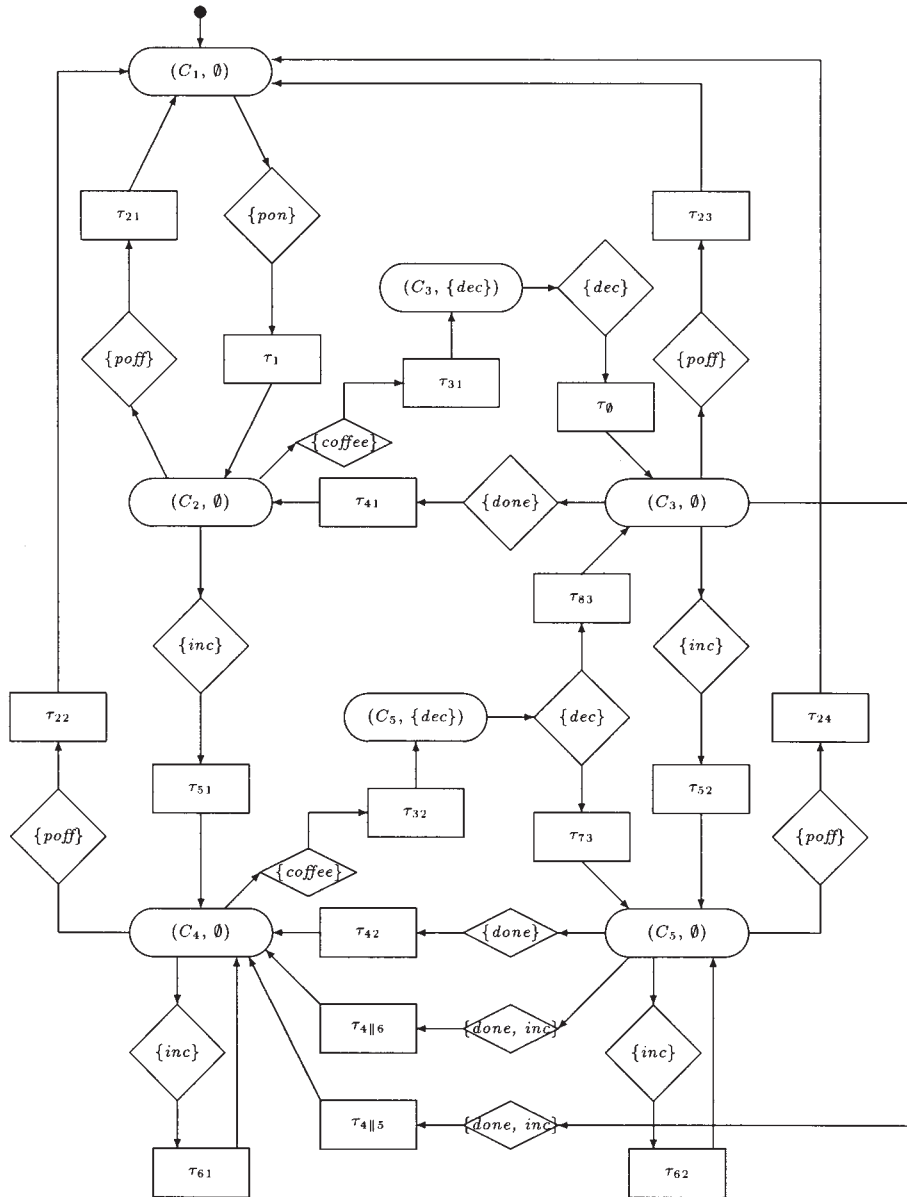 (C₁, ∅)
τ₂₁
{pon}
τ₂₃
(C₃, {dec})
{dec}
{poff}
τ₁
τ₃₁
{poff}
τ∅
{coffee}
(C₂, ∅)
τ₄₁
{done}
(C₃, ∅)
τ₈₃
{inc}
{inc}
τ₂₂
(C₅, {dec})
{dec}
τ₂₄
τ₅₁
τ₃₂
τ₅₂
{poff}
τ₇₃
{poff}
{coffee}
(C₄, ∅)
τ₄₂
{done}
(C₅, ∅)
τ₄∥₆
{done, inc}
{inc}
{inc}
τ₄∥₅
{done, inc}
τ₆₁
τ₆₂